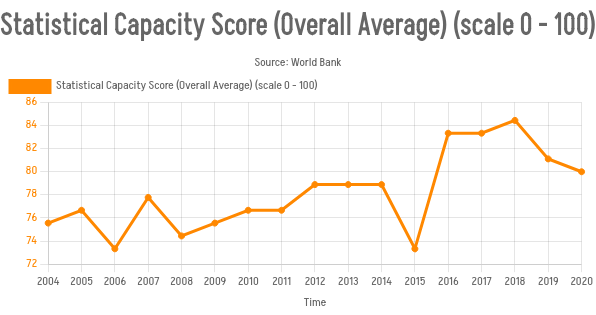 Statistical Capacity Score (Overall Average) (scale 0 - 100)
Source: World Bank
Statistical Capacity Score (Overall Average) (scale 0 - 100)
86
84
82
80
78
76
74
72
2004 2005 2006 2007 2008 2009 2010 2011 2012 2013 2014 2015 2016 2017 2018 2019 2020
Time